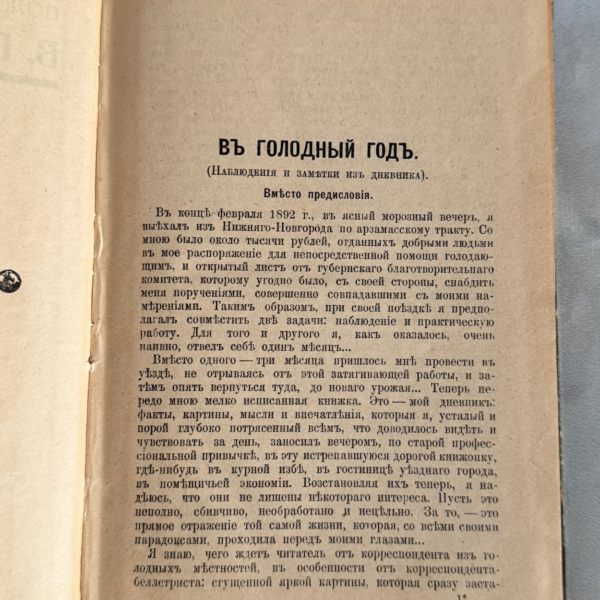 ВЪ ГОЛОДНЫЙ ГОДЪ.
(Наблюденія и замѣтки изъ дневника).
Вмѣсто предисловія.
Въ концѣ февраля 1892 г., въ ясный морозный вечеръ, я
выѣхалъ изъ Нижняго-Новгорода по арзамасскому тракту. Со
мною было около тысячи рублей, отданныхъ добрыми людьми
въ мое распоряженіе для непосредственной помощи голодаю-
щимъ, и открытый листъ отъ губернскаго благотворительнаго
комитета, которому угодно было, съ своей стороны, снабдить
меня порученіями, совершенно совпадавшими съ моими на-
мѣреніями. Такимъ образомъ, при своей поѣздкѣ я предпо-
лагалъ совмѣстить двѣ задачи: наблюденіе и практическую
работу. Для того и другого я, какъ оказалось, очень
наивно, отвелъ себѣ одинъ мѣсяцъ...
Вмѣсто одного — три мѣсяца пришлось мнѣ провести въ
уѣздѣ, не отрываясь отъ этой затягивающей работы, и за-
тѣмъ опять вернуться туда, до новаго урожая... Теперь пе-
редо мною мелко исписанная книжка. Это — мой дневникъ:
факты, картины, мысли и впечатлѣнія, которыя я, усталый и
порой глубоко потрясенный всѣмъ, что доводилось видѣть и
чувствовать за день, заносилъ вечеромъ, по старой профес-
сіональной привычкѣ, въ эту истрепавшуюся дорогой книжонку,
гдѣ-нибудь въ курной избѣ, въ гостиницѣ уѣзднаго города,
въ помѣщичьей экономіи. Возстановляя ихъ теперь, я на-
дѣюсь, что они не лишены нѣкотораго интереса. Пусть это
неполно, сбивчиво, необработано и нецѣльно. За то, — это
прямое отраженіе той самой жизни, которая, со всѣми своими
парадоксами, проходила передъ моими глазами...
Я знаю, чего ждетъ читатель отъ корреспондента изъ го-
лодныхъ мѣстностей, въ особенности отъ корреспондента-
беллетриста: сгущенной яркой картины, которая сразу заста-
1*